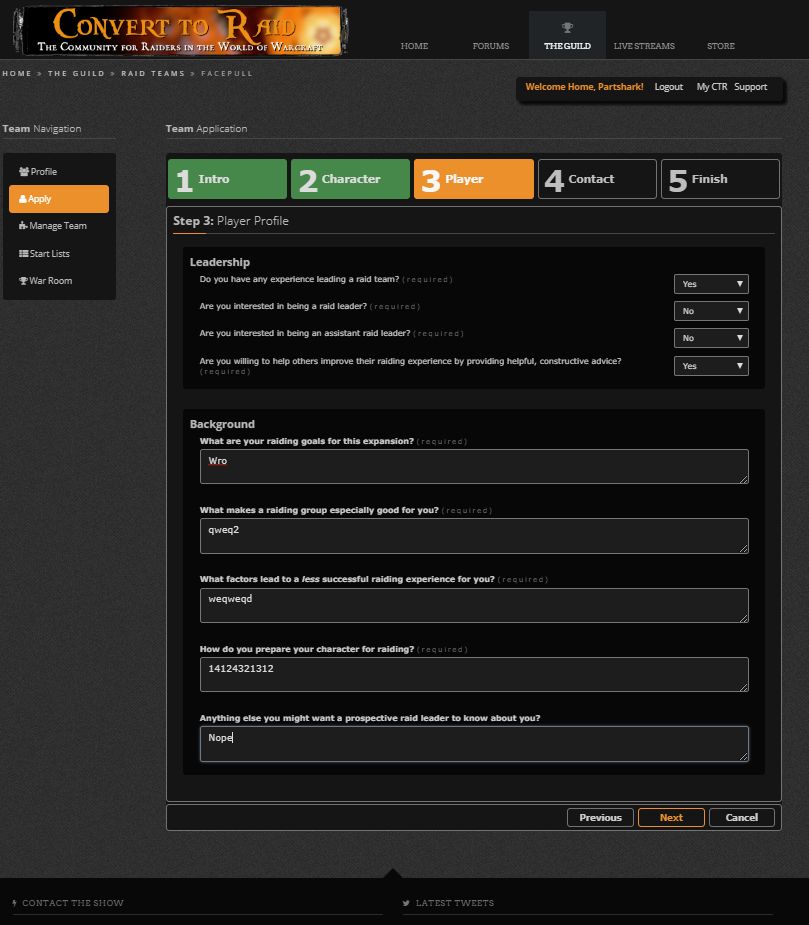 CONVERT TO RAID
THE COMMUNITY FOR RAIDERS IN THE WORLD OF WARCRAFT
HOME FORUMS THE GUILD LIVE STREAMS STORE
HOME » THE GUILD » RAID TEAMS » FACEPULL
Welcome Home, Partshark! Logout My CTR Support
Team Navigation
Profile
Apply
Manage Team
Start Lists
War Room
Team Application
1 Intro 2 Character 3 Player 4 Contact 5 Finish
Step 3: Player Profile
Leadership
Do you have any experience leading a raid team? (required) Yes
Are you interested in being a raid leader? (required) No
Are you interested in being an assistant raid leader? (required) No
Are you willing to help others improve their raiding experience by providing helpful, constructive advice? Yes
(required)
Background
What are your raiding goals for this expansion? (required)
Wro
What makes a raiding group especially good for you? (required)
qweq2
What factors lead to a less successful raiding experience for you? (required)
weqweqd
How do you prepare your character for raiding? (required)
14124321312
Anything else you might want a prospective raid leader to know about you?
Nope
Previous Next Cancel
CONTACT THE SHOW LATEST TWEETS